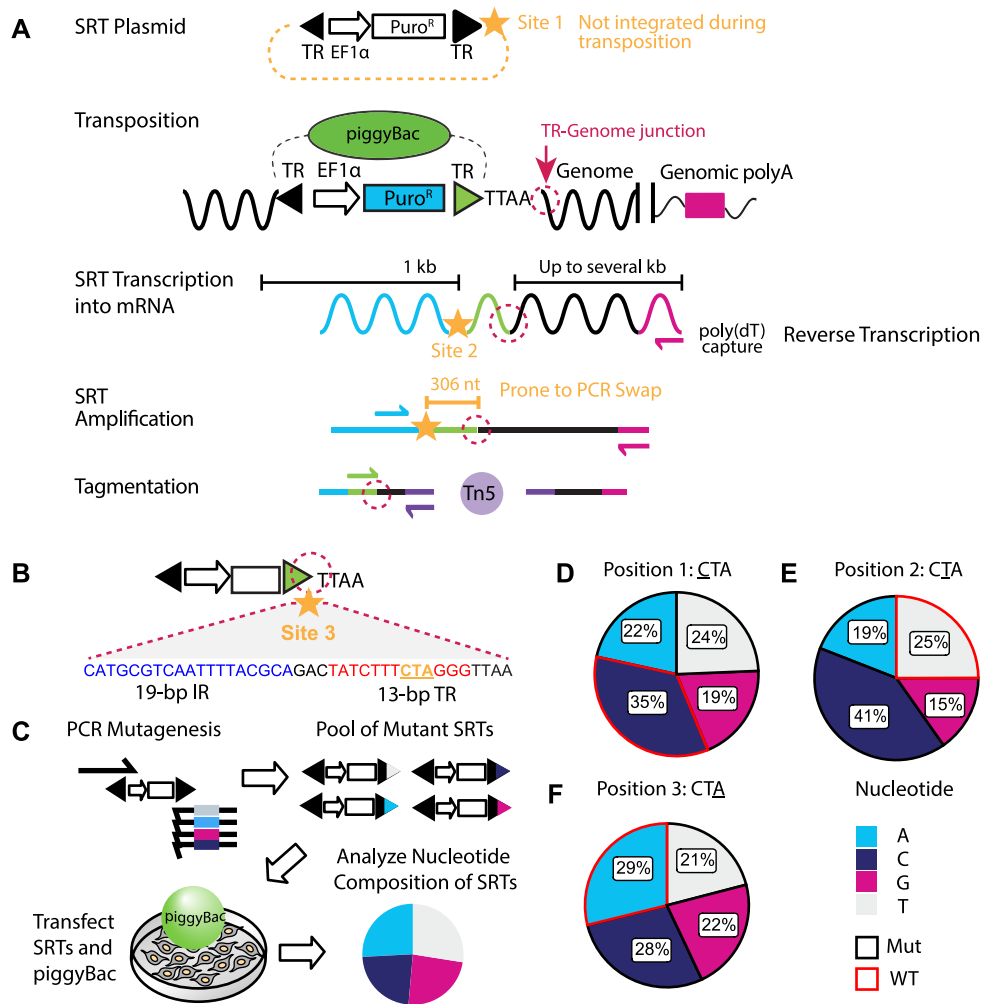 A
SRT Plasmid
Puro^R
Site 1
Not integrated during
transposition
TR
EF1α
TR
Transposition
piggyBac
TR-Genome junction
TR
EF1α
TR
Genome
Genomic polyA
Puro^R
TTAA
SRT Transcription
into mRNA
1 kb
Up to several kb
Site 2
poly(dT)
capture
Reverse Transcription
SRT
Amplification
306 nt
Prone to PCR Swap
Tagmentation
Tn5
B
TTAA
Site 3
CATGCGTCAATTTTACGCAGACTATCTTTCTAGGGTTAA
19-bp IR
13-bp TR
C
PCR Mutagenesis
Pool of Mutant SRTs
Transfect
SRTs and
piggyBac
piggyBac
Analyze Nucleotide
Composition of SRTs
D
Position 1: CTA
22%
24%
35%
19%
E
Position 2: CTA
19%
25%
41%
15%
F
Position 3: CTA
29%
21%
28%
22%
Nucleotide
A
C
G
T
Mut
WT